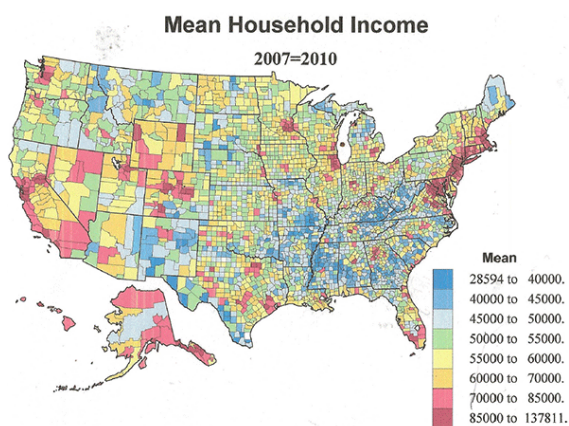 Mean Household Income
2007=2010
Mean
28594 to 40000.
40000 to 45000.
45000 to 50000.
50000 to 55000.
55000 to 60000.
60000 to 70000.
70000 to 85000.
85000 to 137811.